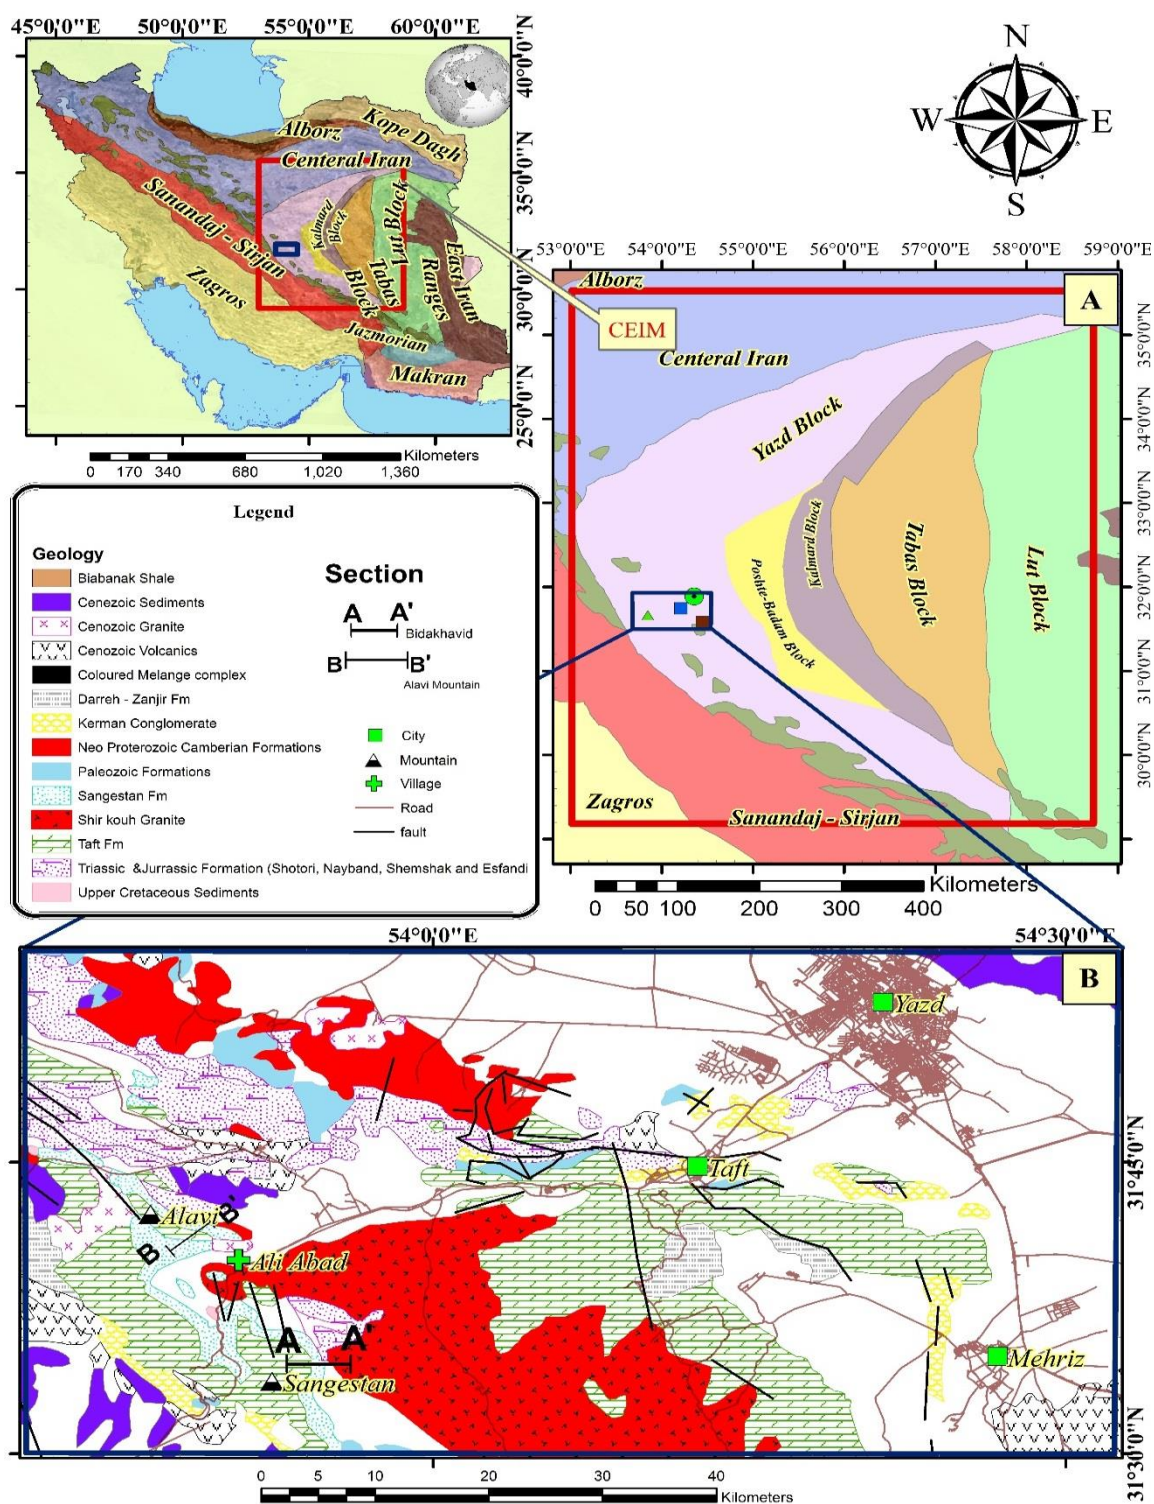 45°0'0"E 50°0'0"E 55°0'0"E 60°0'0"E
40°0'0"N
35°0'0"N
30°0'0"N
25°0'0"N
Alborz
Kope Dagh
Centeral Iran
Sanandaj - Sirjan
Kalmard Block
Lut Block
Tabas Block
East Iran Ranges
Zagros
Jazmorian
Makran
Kilometers
0 170 340 680 1,020 1,360
N
W E
S
CEIM
53°0'0"E 54°0'0"E 55°0'0"E 56°0'0"E 57°0'0"E 58°0'0"E 59°0'0"E
Alborz
A
Centeral Iran
Yazd Block
Kalmard Block
Poshte-Badam Block
Tabas Block
Lut Block
Zagros
Sanandaj - Sirjan
35°0'0"N
34°0'0"N
33°0'0"N
32°0'0"N
31°0'0"N
30°0'0"N
Kilometers
0 50 100 200 300 400
Legend
Geology
Biabanak Shale
Cenezoic Sediments
Cenozoic Granite
Cenozoic Volcanics
Coloured Melange complex
Darreh - Zanjir Fm
Kerman Conglomerate
Neo Proterozoic Camberian Formations
Paleozoic Formations
Sangestan Fm
Shir kouh Granite
Taft Fm
Triassic &Jurrassic Formation (Shotori, Nayband, Shemshak and Esfandi
Upper Cretaceous Sediments
Section
A A'
Bidakhavid
B B'
Alavi Mountain
City
Mountain
Village
Road
fault
54°0'0"E 54°30'0"E
B
Yazd
Taft
Alavi
B B'
Ali Abad
A A'
Sangestan
Mehriz
31°45'0"N
31°30'0"N
0 5 10 20 30 40
Kilometers